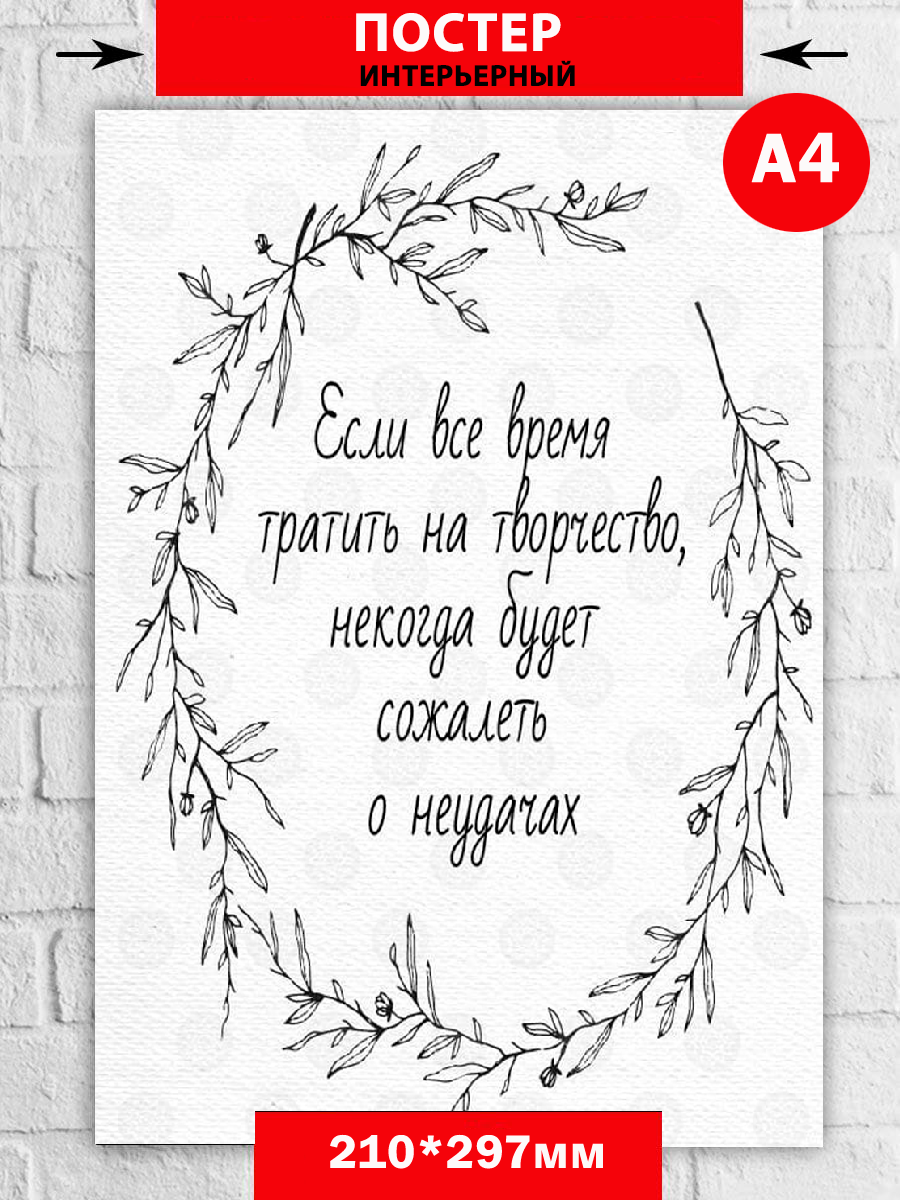 ПОСТЕР
ИНТЕРЬЕРНЫЙ
А4
Если все время
тратить на творчество,
некогда будет
сожалеть
о неудачах
210*297мм